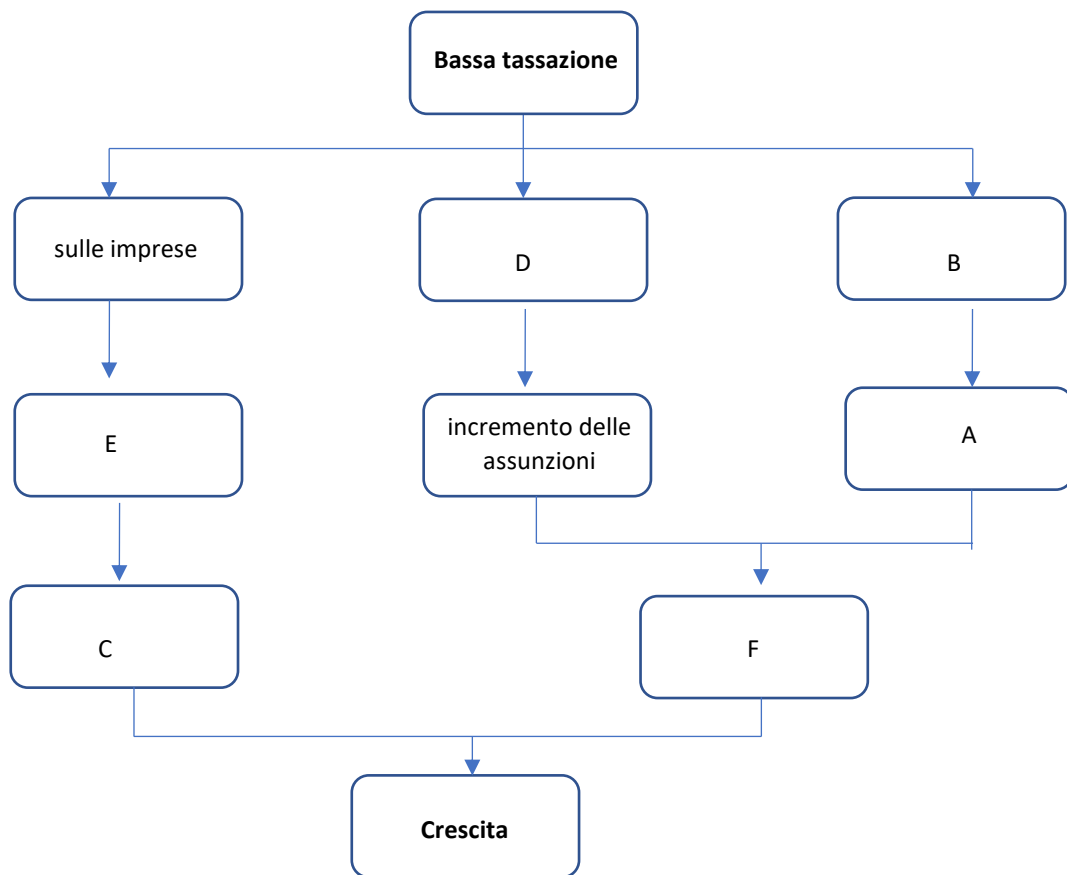 Bassa tassazione
sulle imprese
D
B
E
incremento delle
assunzioni
A
C
F
Crescita